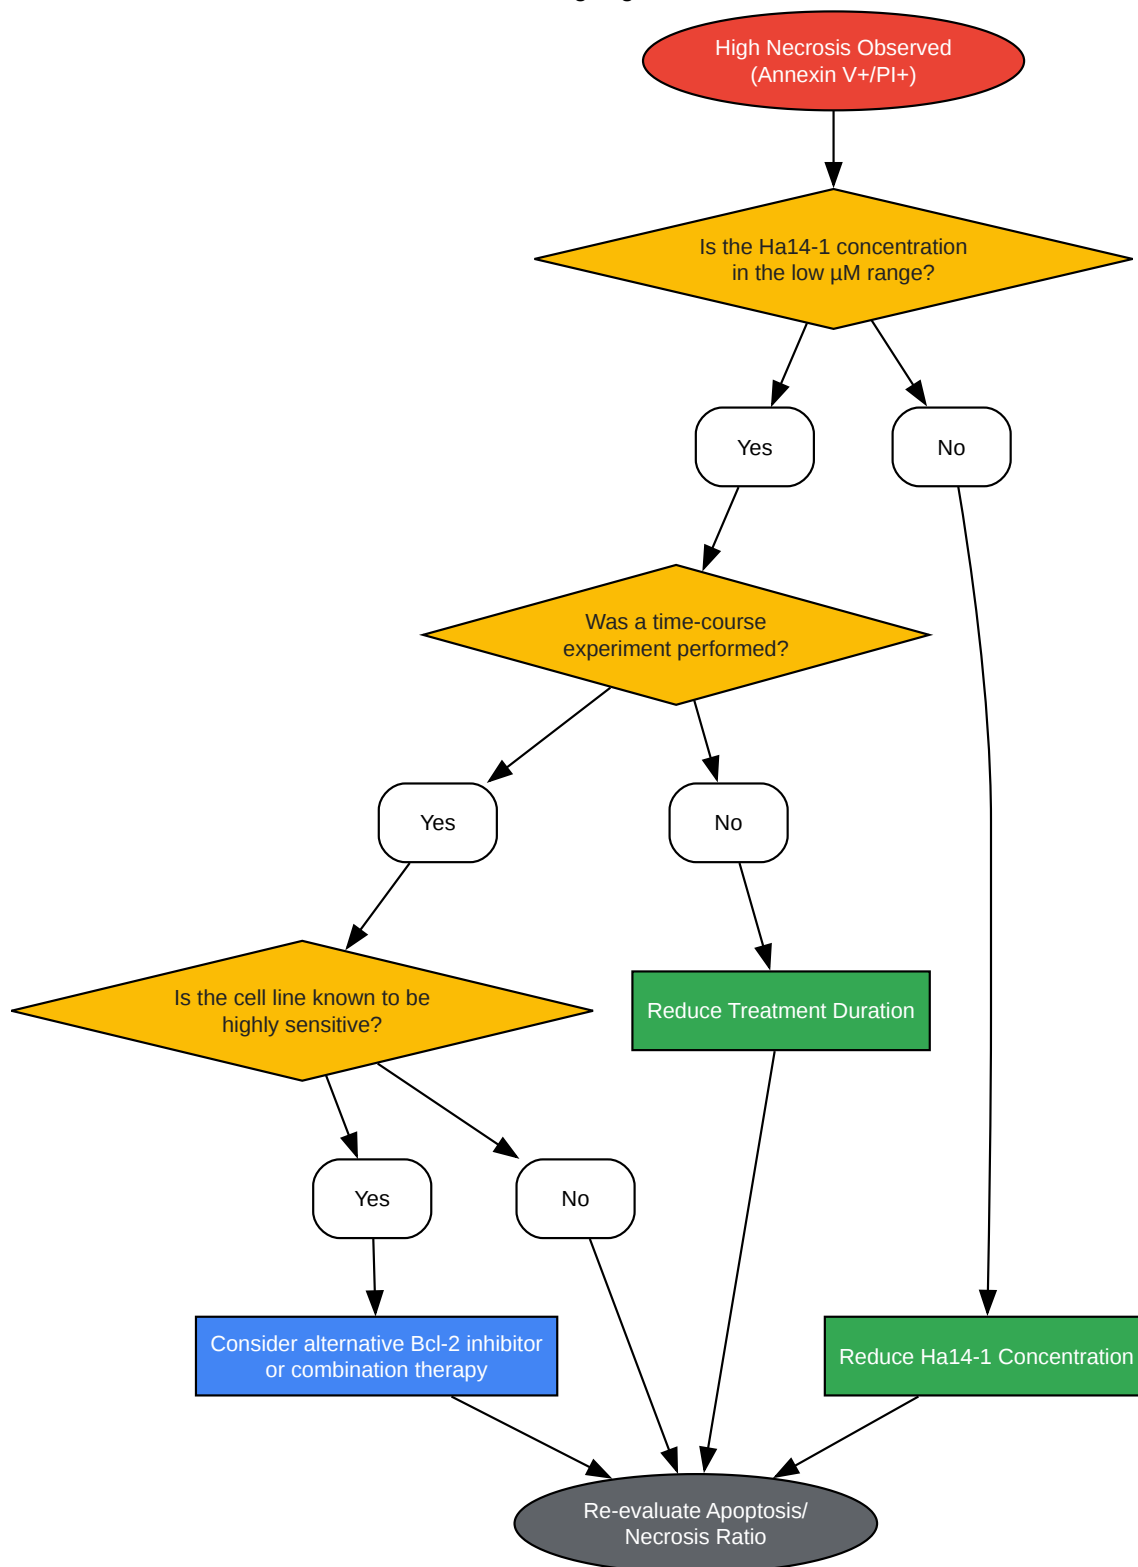 High Necrosis Observed
(Annexin V+/PI+)
Is the Ha14-1 concentration
in the low µM range?
Yes
No
Was a time-course
experiment performed?
Yes
No
Is the cell line known to be
highly sensitive?
Reduce Treatment Duration
Yes
No
Consider alternative Bcl-2 inhibitor
or combination therapy
Reduce Ha14-1 Concentration
Re-evaluate Apoptosis/
Necrosis Ratio